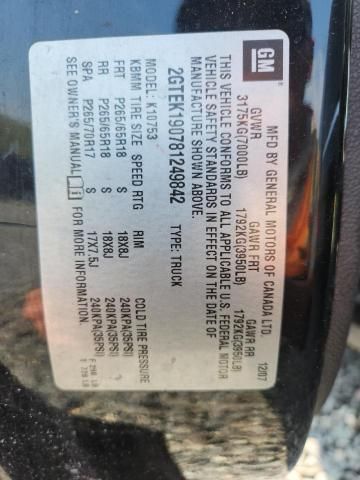 GM
MFD BY GENERAL MOTORS OF CANADA LTD. 12/07
GVWR GAWR FRT GAWR RR
3175KG(7000LB) 1792KG(3950LB) 1792KG(3950LB)
THIS VEHICLE CONFORMS TO ALL APPLICABLE U.S. FEDERAL MOTOR
VEHICLE SAFETY STANDARDS IN EFFECT ON THE DATE OF
MANUFACTURE SHOWN ABOVE.
2GTEK190781249842 TYPE: TRUCK
MODEL: K10753
KBMM TIRE SIZE SPEED RTG RIM COLD TIRE PRESSURE
FRT P265/65R18 S 18X8J 240KPA(35PSI)
RR P265/65R18 S 18X8J 240KPA(35PSI)
SPA P265/70R17 S 17X7.5J 240KPA(35PSI)
SEE OWNER'S MANUAL FOR MORE INFORMATION.